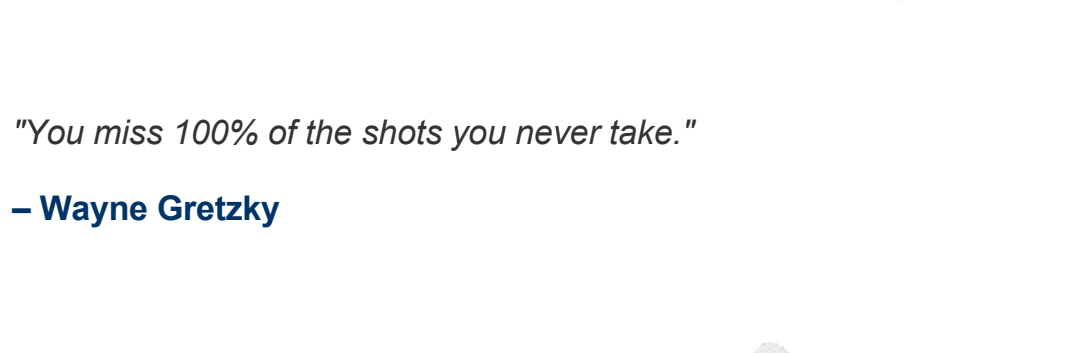 "You miss 100% of the shots you never take."
– Wayne Gretzky